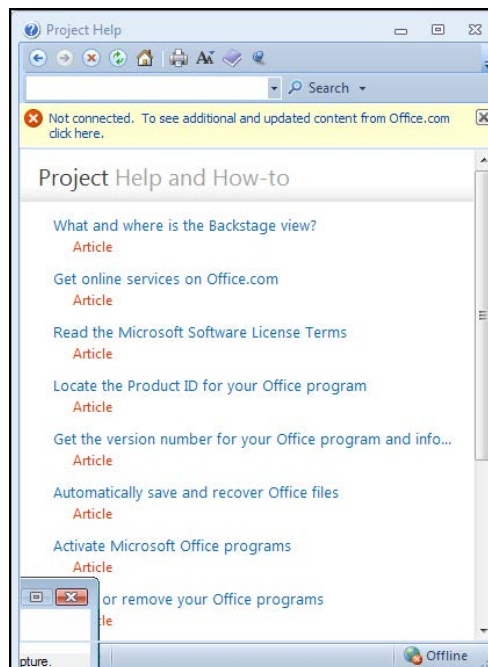 Project Help
Search
Not connected. To see additional and updated content from Office.com
click here.
Project Help and How-to
What and where is the Backstage view?
Article
Get online services on Office.com
Article
Read the Microsoft Software License Terms
Article
Locate the Product ID for your Office program
Article
Get the version number for your Office program and info...
Article
Automatically save and recover Office files
Article
Activate Microsoft Office programs
Article
or remove your Office programs
cle
pture.
Offline